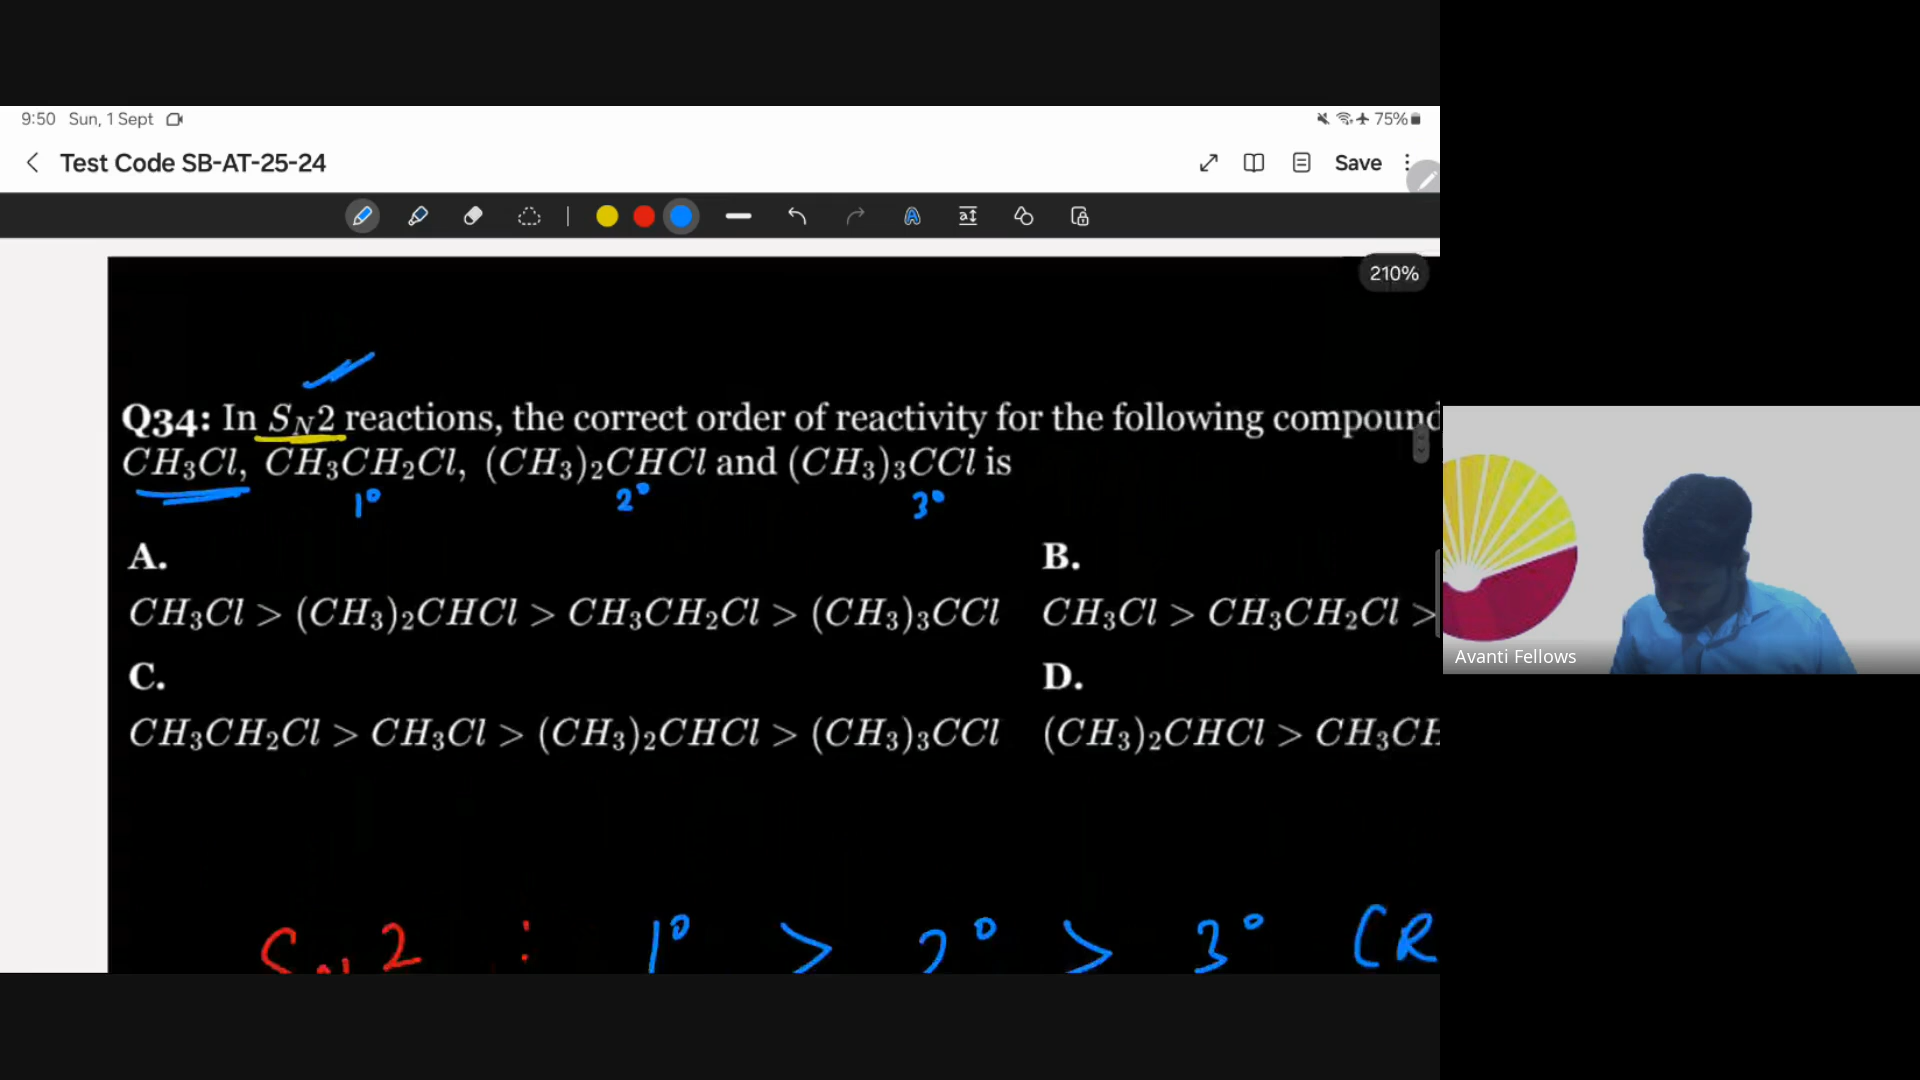 9:50 Sun, 1 Sept 75%
Test Code SB-AT-25-24 Save
210%
Q34: In S_N2 reactions, the correct order of reactivity for the following compound
CH₃Cl, CH₃CH₂Cl, (CH₃)₂CHCl and (CH₃)₃CCl is
1° 2° 3°
A. B.
CH₃Cl > (CH₃)₂CHCl > CH₃CH₂Cl > (CH₃)₃CCl CH₃Cl > CH₃CH₂Cl >
C. D.
CH₃CH₂Cl > CH₃Cl > (CH₃)₂CHCl > (CH₃)₃CCl (CH₃)₂CHCl > CH₃CH
S_N2 : 1° > 2° > 3° (R
Avanti Fellows